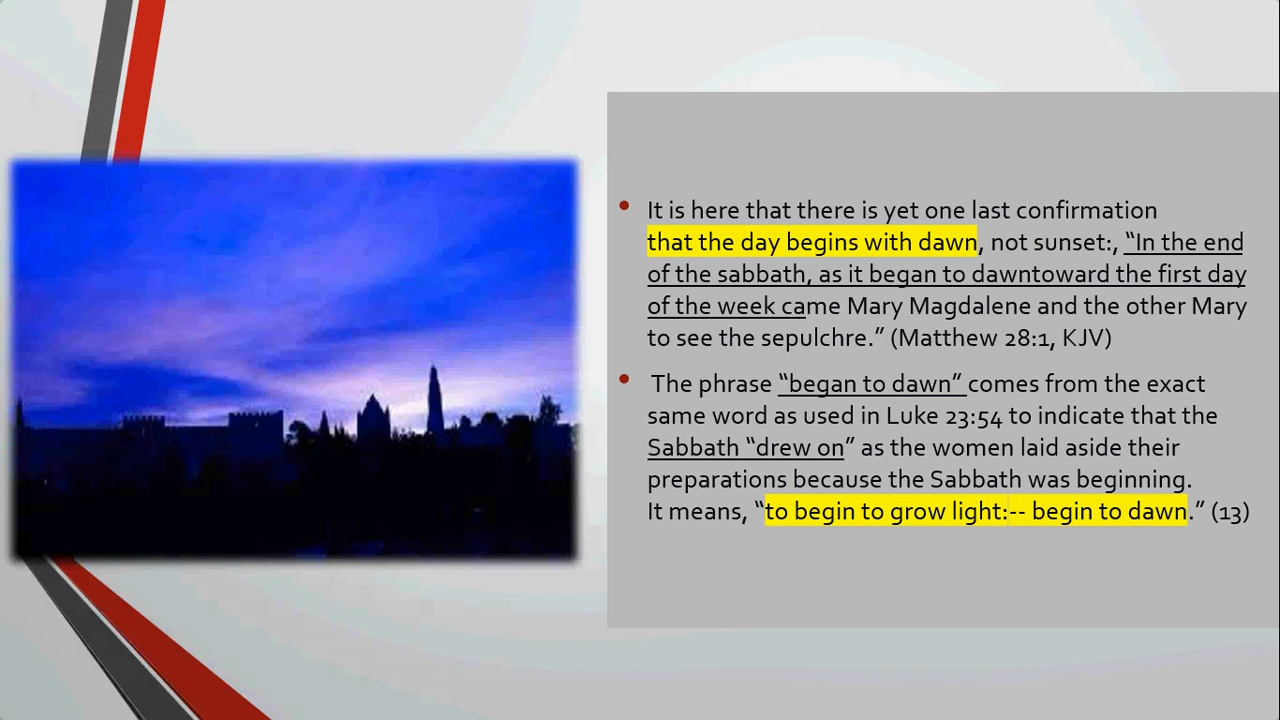 It is here that there is yet one last confirmation
that the day begins with dawn, not sunset:, “In the end
of the sabbath, as it began to dawntoward the first day
of the week came Mary Magdalene and the other Mary
to see the sepulchre.” (Matthew 28:1, KJV)
The phrase “began to dawn” comes from the exact
same word as used in Luke 23:54 to indicate that the
Sabbath “drew on” as the women laid aside their
preparations because the Sabbath was beginning.
It means, “to begin to grow light:-- begin to dawn.” (13)